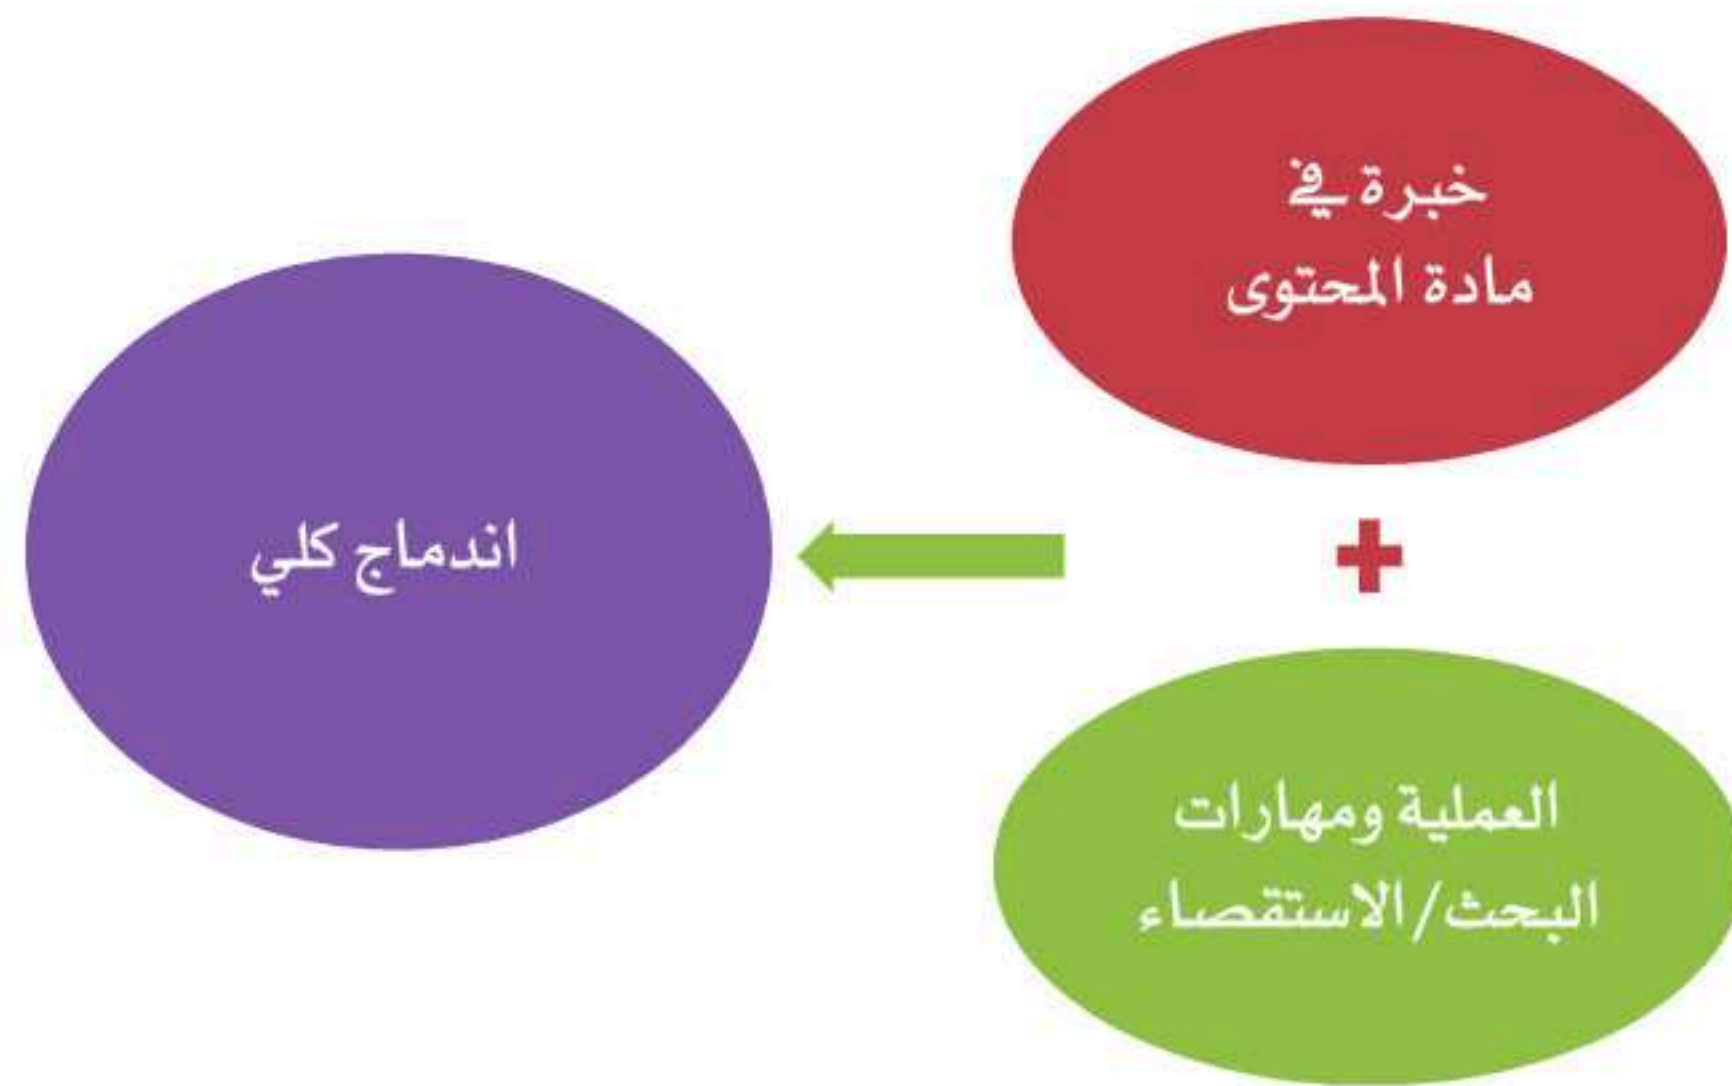 خبرة في
مادة المحتوى
+
العملية ومهارات
البحث/الاستقصاء
اندماج كلي